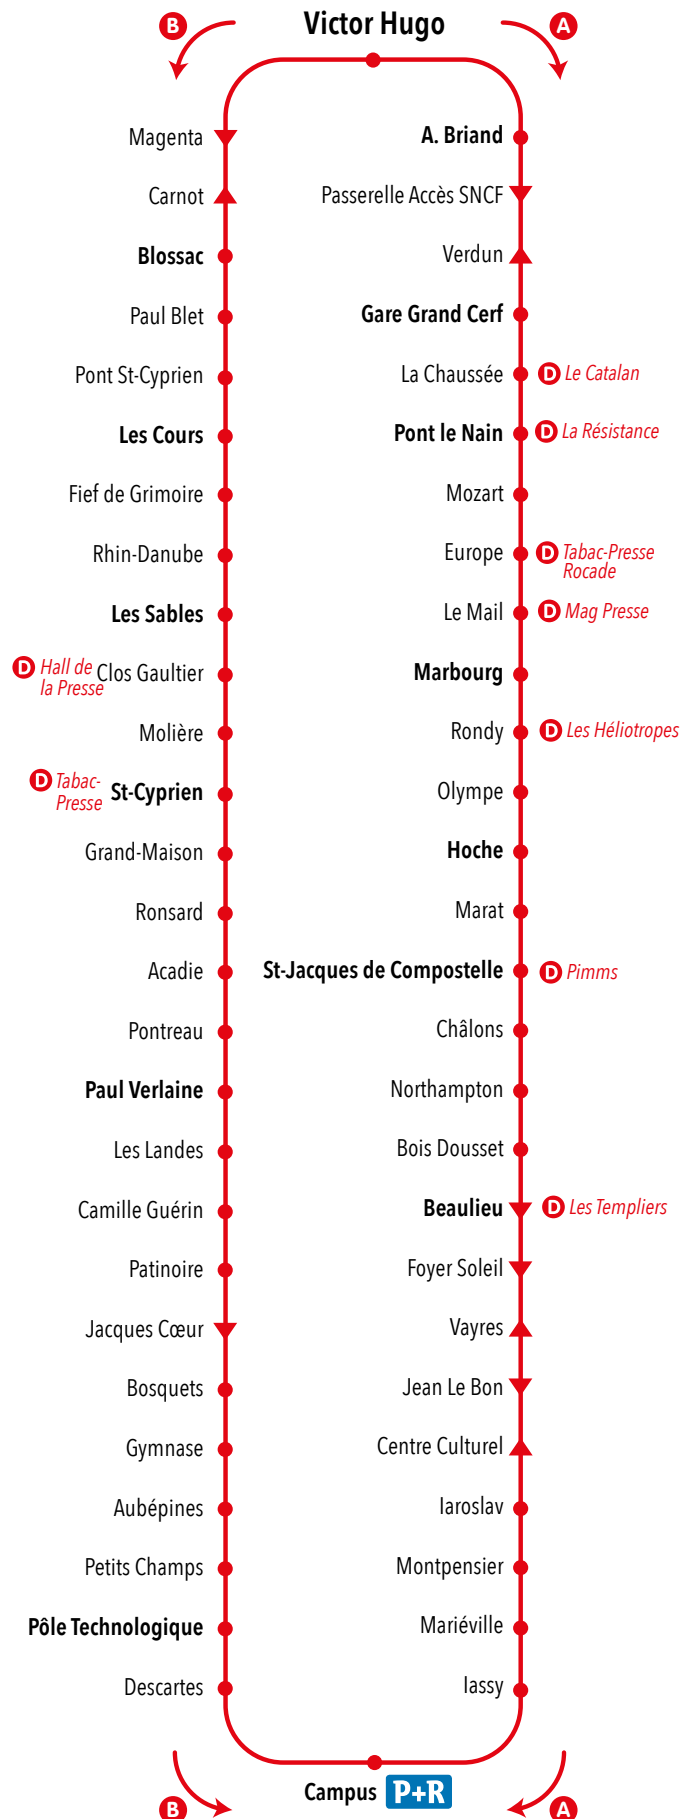 B
Victor Hugo
A
Magenta
Carnot
Blossac
Paul Blet
Pont St-Cyprien
Les Cours
Fief de Grimoire
Rhin-Danube
Les Sables
D Hall de
la Presse
Clos Gaultier
Molière
D Tabac-
Presse
St-Cyprien
Grand-Maison
Ronsard
Acadie
Pontreau
Paul Verlaine
Les Landes
Camille Guérin
Patinoire
Jacques Cœur
Bosquets
Gymnase
Aubépines
Petits Champs
Pôle Technologique
Descartes
A. Briand
Passerelle Accès SNCF
Verdun
Gare Grand Cerf
La Chaussée D Le Catalan
Pont le Nain D La Résistance
Mozart
Europe D Tabac-Presse
Rocade
Le Mail D Mag Presse
Marbourg
Rondy D Les Héliotropes
Olympe
Hoche
Marat
St-Jacques de Compostelle D Pimms
Châlons
Northampton
Bois Dousset
Beaulieu D Les Templiers
Foyer Soleil
Vayres
Jean Le Bon
Centre Culturel
Iaroslav
Montpensier
Mariéville
Iassy
Campus P+R
B
A